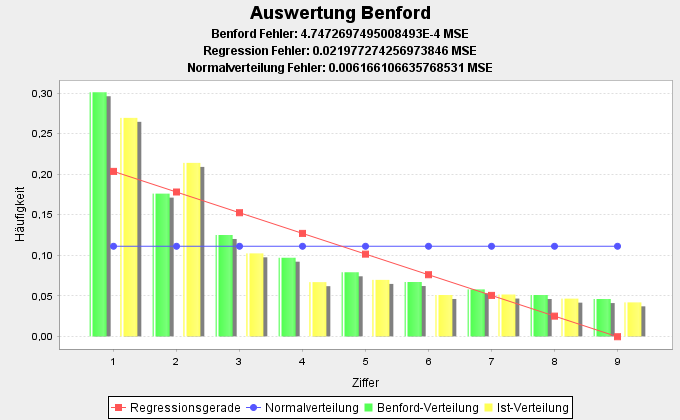 Auswertung Benford
Benford Fehler: 4.7472697495008493E-4 MSE
Regression Fehler: 0.021977274256973846 MSE
Normalverteilung Fehler: 0.006166106635768531 MSE
Häufigkeit
0,30
0,25
0,20
0,15
0,10
0,05
0,00
1 2 3 4 5 6 7 8 9
Ziffer
Regressionsgerade Normalverteilung Benford-Verteilung Ist-Verteilung